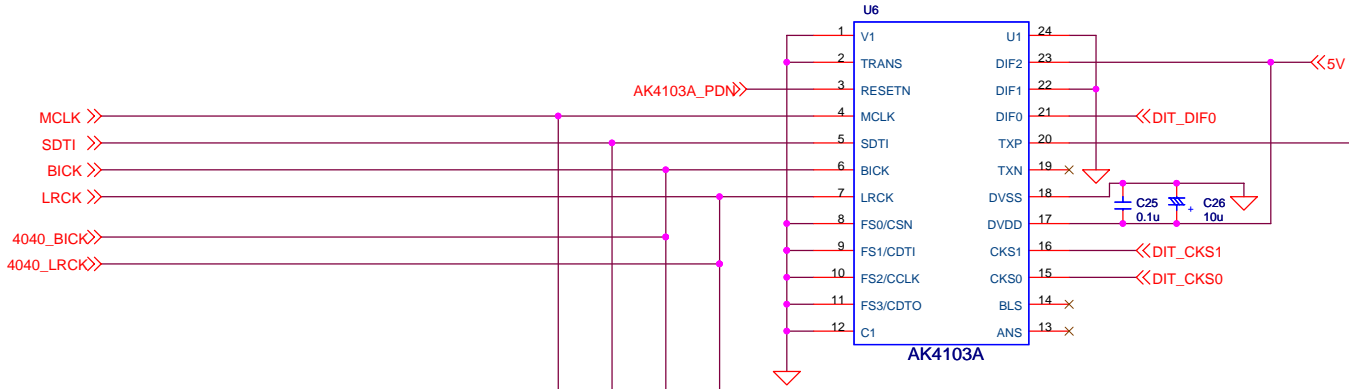 U6
1 V1 U1 24
2 TRANS DIF2 23 5V
AK4103A_PDN 3 RESETN DIF1 22
MCLK 4 MCLK DIF0 21 DIT_DIF0
SDTI 5 SDTI TXP 20
BICK 6 BICK TXN 19
LRCK 7 LRCK DVSS 18 C25 C26
8 FS0/CSN DVDD 17 0.1u + 10u
4040_BICK
9 FS1/CDTI CKS1 16 DIT_CKS1
4040_LRCK
10 FS2/CCLK CKS0 15 DIT_CKS0
11 FS3/CDTO BLS 14
12 C1 ANS 13
AK4103A